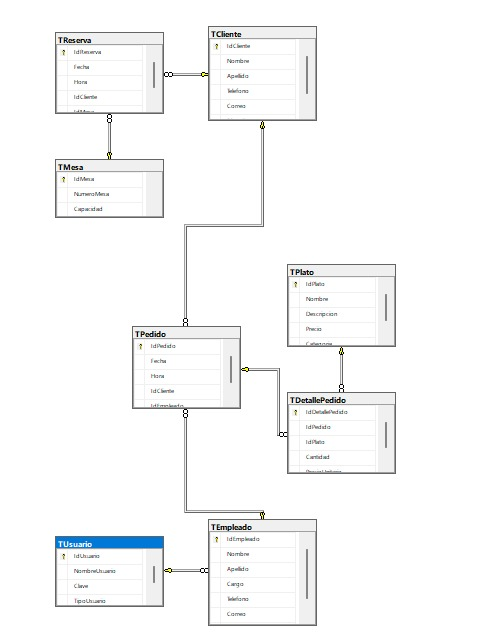 TReserva
IdReserva
Fecha
Hora
IdCliente
TCliente
IdCliente
Nombre
Apellido
Telefono
Correo
TMesa
IdMesa
NumeroMesa
Capacidad
TPlato
IdPlato
Nombre
Descripcion
Precio
Categoria
TPedido
IdPedido
Fecha
Hora
IdCliente
IdEmpleado
TDetallePedido
IdDetallePedido
IdPedido
IdPlato
Cantidad
TEmpleado
IdEmpleado
Nombre
Apellido
Cargo
Telefono
Correo
TUsuario
IdUsuario
NombreUsuario
Clave
TipoUsuario